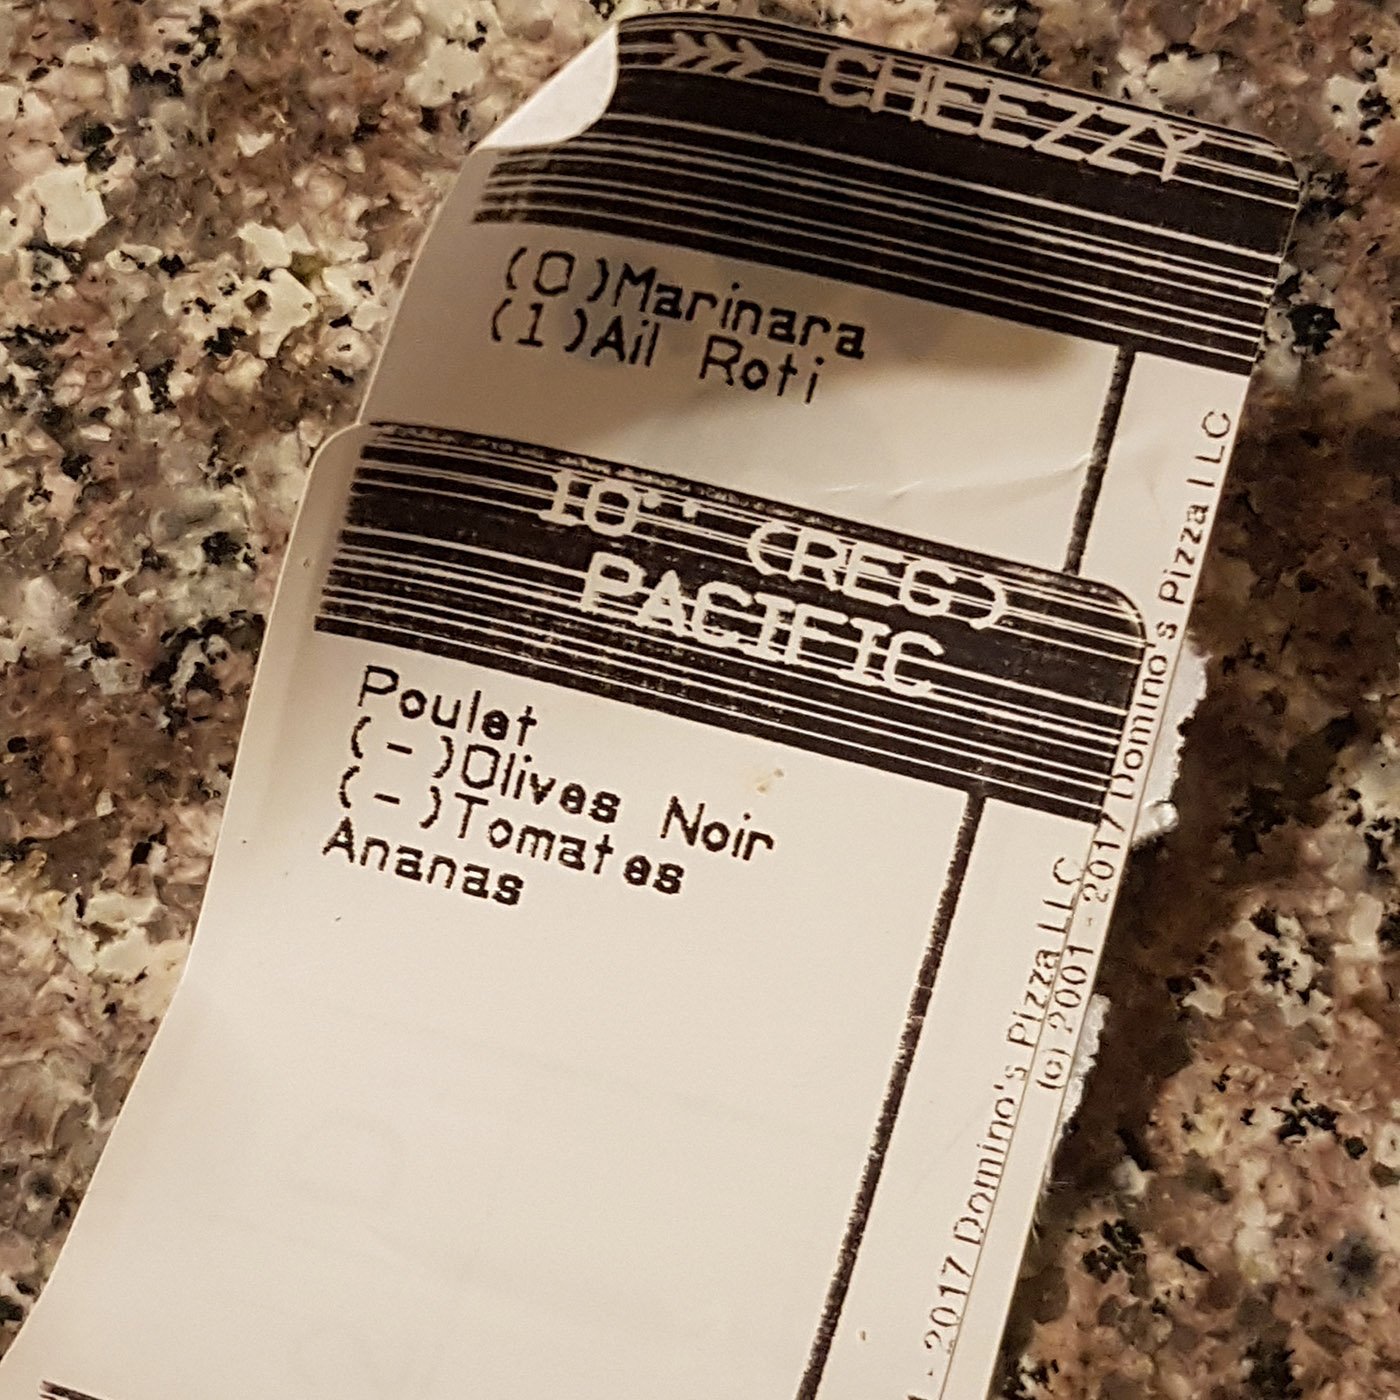 >>> CHEEZZY
(0)Marinara
(1)Ail Roti
10'' (REG)
PACIFIC
Poulet
(-)Olives Noir
(-)Tomates
Ananas
(c) 2001 - 2017 Domino's Pizza LLC
- 2017 Domino's Pizza LLC